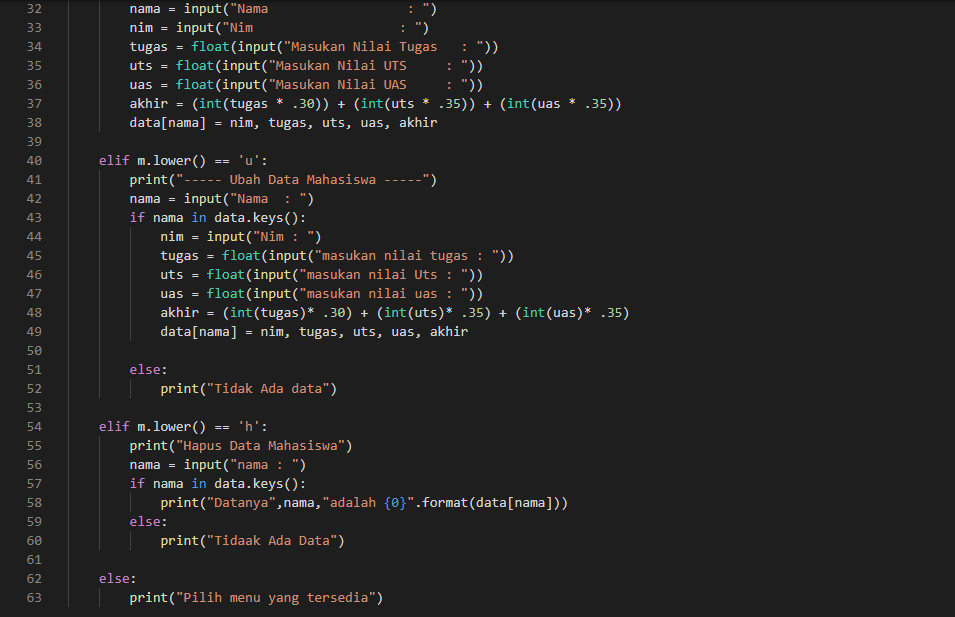 32 nama = input("Nama                  : ")
33 nim = input("Nim                   : ")
34 tugas = float(input("Masukan Nilai Tugas   : "))
35 uts = float(input("Masukan Nilai UTS     : "))
36 uas = float(input("Masukan Nilai UAS     : "))
37 akhir = (int(tugas * .30)) + (int(uts * .35)) + (int(uas * .35))
38 data[nama] = nim, tugas, uts, uas, akhir
39
40 elif m.lower() == 'u':
41 print("----- Ubah Data Mahasiswa -----")
42 nama = input("Nama  : ")
43 if nama in data.keys():
44 nim = input("Nim : ")
45 tugas = float(input("masukan nilai tugas : "))
46 uts = float(input("masukan nilai Uts : "))
47 uas = float(input("masukan nilai uas : "))
48 akhir = (int(tugas)* .30) + (int(uts)* .35) + (int(uas)* .35)
49 data[nama] = nim, tugas, uts, uas, akhir
50
51 else:
52 print("Tidak Ada data")
53
54 elif m.lower() == 'h':
55 print("Hapus Data Mahasiswa")
56 nama = input("nama : ")
57 if nama in data.keys():
58 print("Datanya",nama,"adalah {0}".format(data[nama]))
59 else:
60 print("Tidaak Ada Data")
61
62 else:
63 print("Pilih menu yang tersedia")